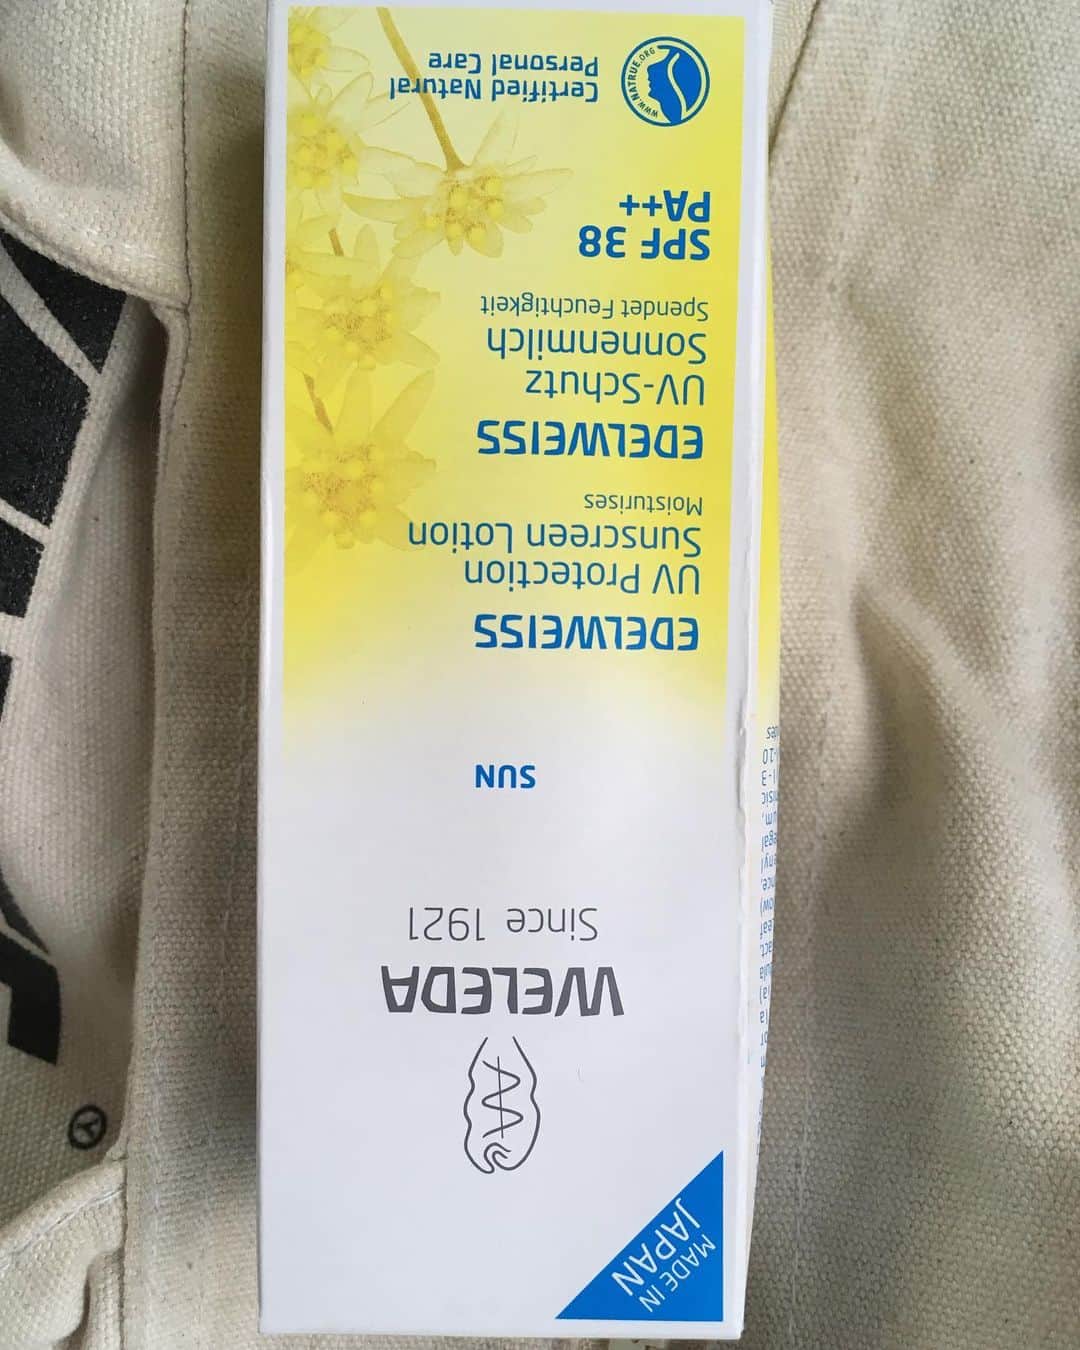 MADE IN
JAPAN
WELEDA
Since 1921
SUN
EDELWEISS
UV Protection
Sunscreen Lotion
Moisturises
EDELWEISS
UV-Schutz
Sonnenmilch
Spendet Feuchtigkeit
SPF 38
PA++
WWW.NATRUE.ORG
Certified Natural
Personal Care